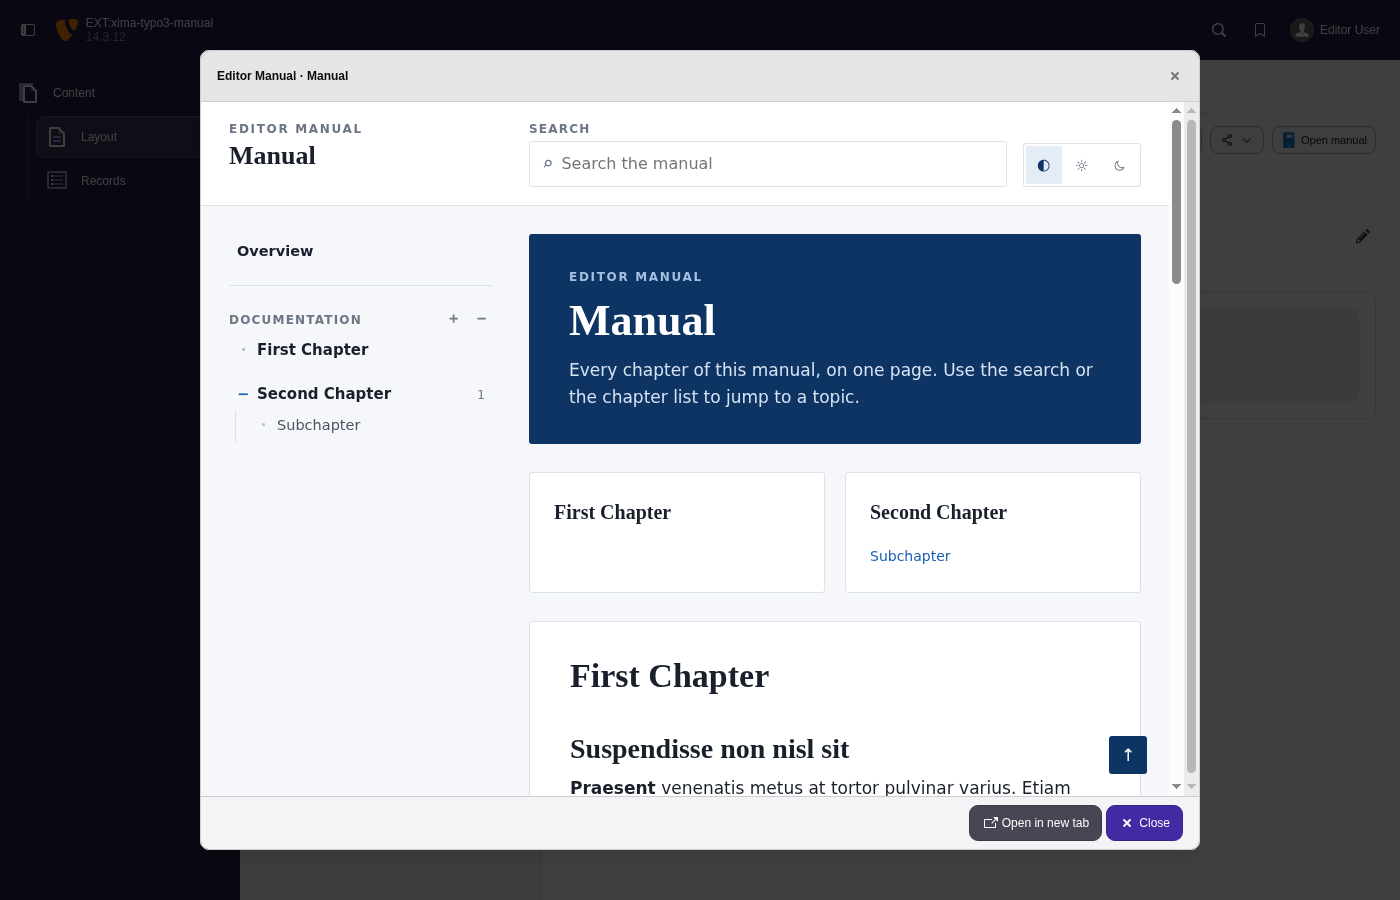 EXT:xima-typo3-manual
14.3.12
Editor User
Content
Layout
Records
Open manual
Editor Manual · Manual
EDITOR MANUAL
Manual
SEARCH
Search the manual
Overview
DOCUMENTATION
First Chapter
Second Chapter 1
Subchapter
EDITOR MANUAL
Manual
Every chapter of this manual, on one page. Use the search or
the chapter list to jump to a topic.
First Chapter
Second Chapter
Subchapter
First Chapter
Suspendisse non nisl sit
Praesent venenatis metus at tortor pulvinar varius. Etiam
Open in new tab
Close